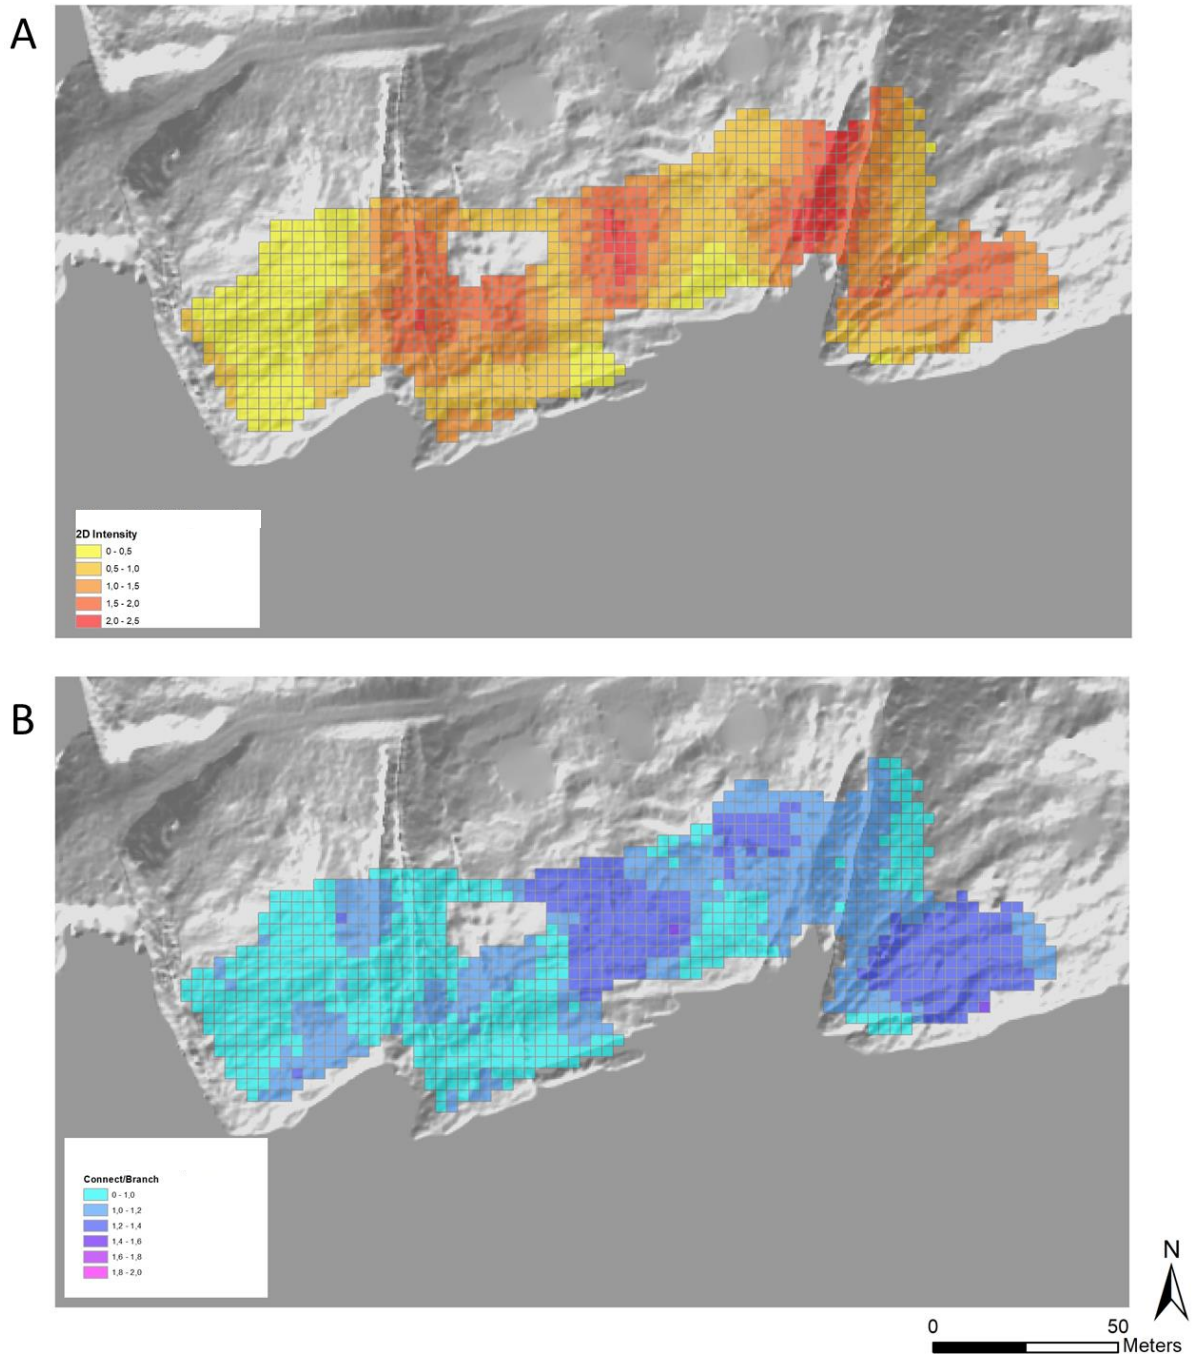 A
2D Intensity
0 - 0,5
0,5 - 1,0
1,0 - 1,5
1,5 - 2,0
2,0 - 2,5
B
Connect/Branch
0 - 1,0
1,0 - 1,2
1,2 - 1,4
1,4 - 1,6
1,6 - 1,8
1,8 - 2,0
N
0 50
Meters